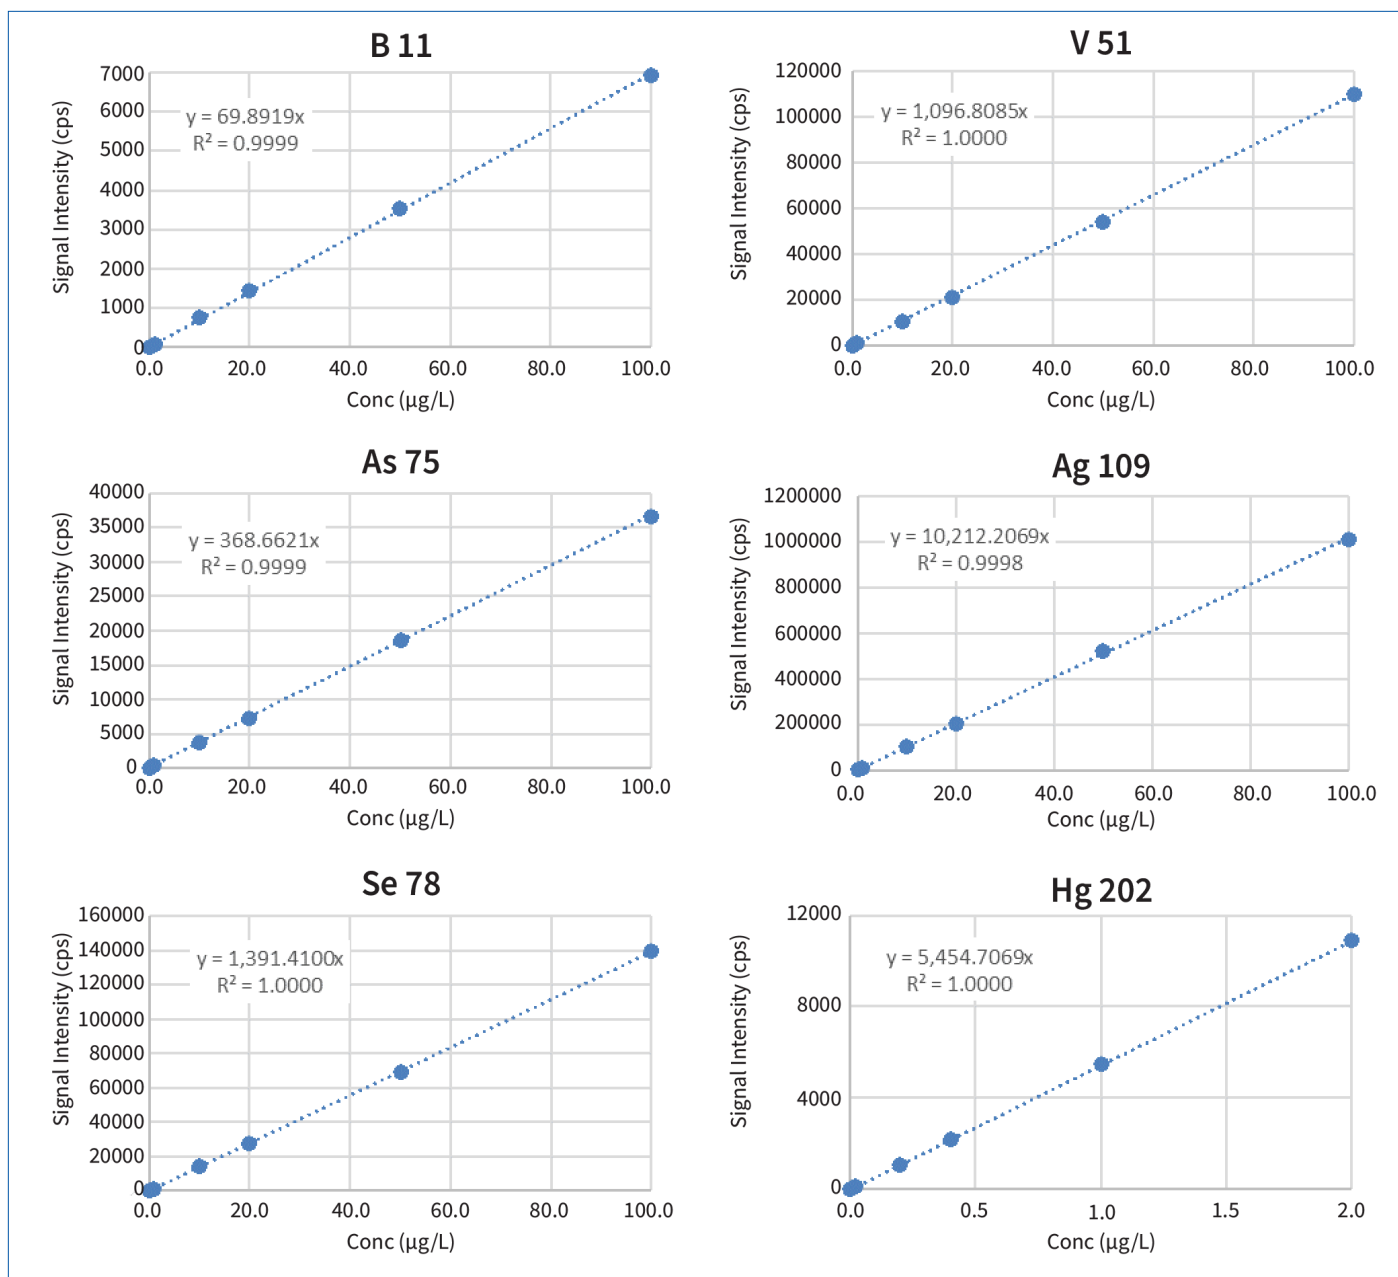 B 11
Signal Intensity (cps)
7000
6000
5000
4000
3000
2000
1000
0
y = 69.8919x
R² = 0.9999
0.0 20.0 40.0 60.0 80.0 100.0
Conc (µg/L)
V 51
Signal Intensity (cps)
120000
100000
80000
60000
40000
20000
0
y = 1,096.8085x
R² = 1.0000
0.0 20.0 40.0 60.0 80.0 100.0
Conc (µg/L)
As 75
Signal Intensity (cps)
40000
35000
30000
25000
20000
15000
10000
5000
0
y = 368.6621x
R² = 0.9999
0.0 20.0 40.0 60.0 80.0 100.0
Conc (µg/L)
Ag 109
Signal Intensity (cps)
1200000
1000000
800000
600000
400000
200000
0
y = 10,212.2069x
R² = 0.9998
0.0 20.0 40.0 60.0 80.0 100.0
Conc (µg/L)
Se 78
Signal Intensity (cps)
160000
140000
120000
100000
80000
60000
40000
20000
0
y = 1,391.4100x
R² = 1.0000
0.0 20.0 40.0 60.0 80.0 100.0
Conc (µg/L)
Hg 202
Signal Intensity (cps)
12000
8000
4000
0
y = 5,454.7069x
R² = 1.0000
0.0 0.5 1.0 1.5 2.0
Conc (µg/L)